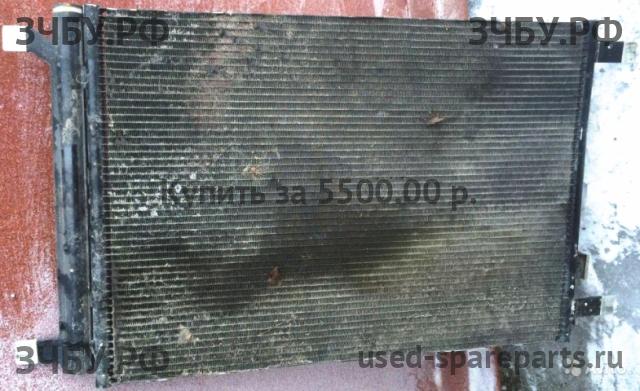 ЗЧБУ.РФ ЗЧБУ.РФ
Купить за 5500.00 р.
ЗЧБУ.РФ used-spareparts.ru